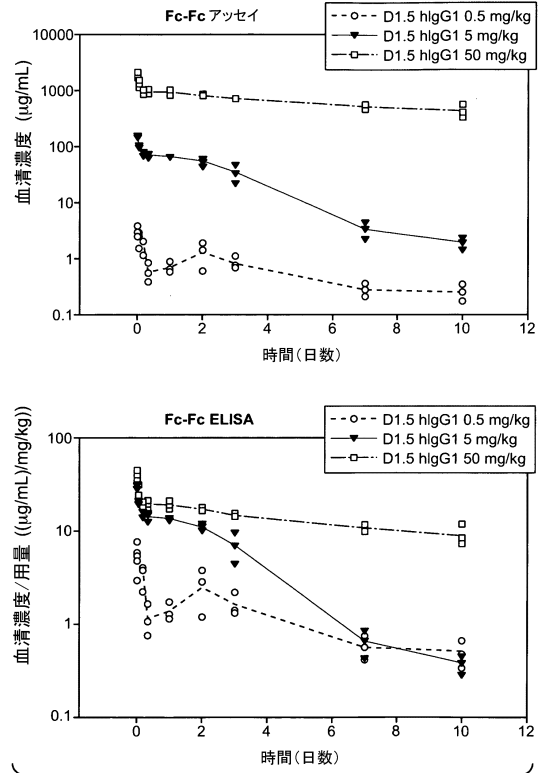 Fc-Fc アッセイ
D1.5 hIgG1 0.5 mg/kg
D1.5 hIgG1 5 mg/kg
D1.5 hIgG1 50 mg/kg
血清濃度 (μg/mL)
10000
1000
100
10
1
0.1
0 2 4 6 8 10 12
時間(日数)
Fc-Fc ELISA
D1.5 hIgG1 0.5 mg/kg
D1.5 hIgG1 5 mg/kg
D1.5 hIgG1 50 mg/kg
血清濃度/用量 ((μg/mL)/mg/kg))
100
10
1
0.1
0 2 4 6 8 10 12
時間(日数)